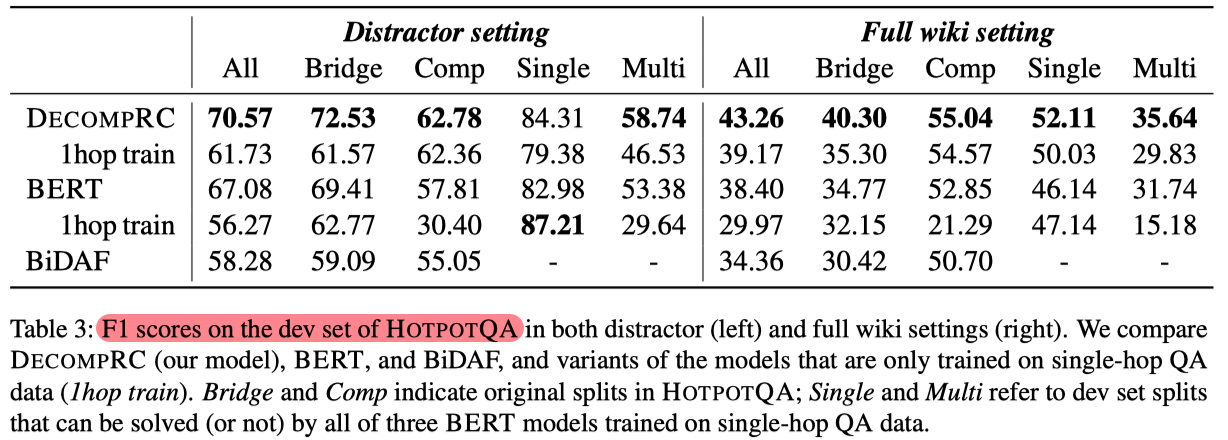 Distractor setting Full wiki setting
All Bridge Comp Single Multi All Bridge Comp Single Multi
DECOMPRC 70.57 72.53 62.78 84.31 58.74 43.26 40.30 55.04 52.11 35.64
1hop train 61.73 61.57 62.36 79.38 46.53 39.17 35.30 54.57 50.03 29.83
BERT 67.08 69.41 57.81 82.98 53.38 38.40 34.77 52.85 46.14 31.74
1hop train 56.27 62.77 30.40 87.21 29.64 29.97 32.15 21.29 47.14 15.18
BiDAF 58.28 59.09 55.05 - - 34.36 30.42 50.70 - -
Table 3: F1 scores on the dev set of HOTPOTQA in both distractor (left) and full wiki settings (right). We compare
DECOMPRC (our model), BERT, and BiDAF, and variants of the models that are only trained on single-hop QA
data (1hop train). Bridge and Comp indicate original splits in HOTPOTQA; Single and Multi refer to dev set splits
that can be solved (or not) by all of three BERT models trained on single-hop QA data.